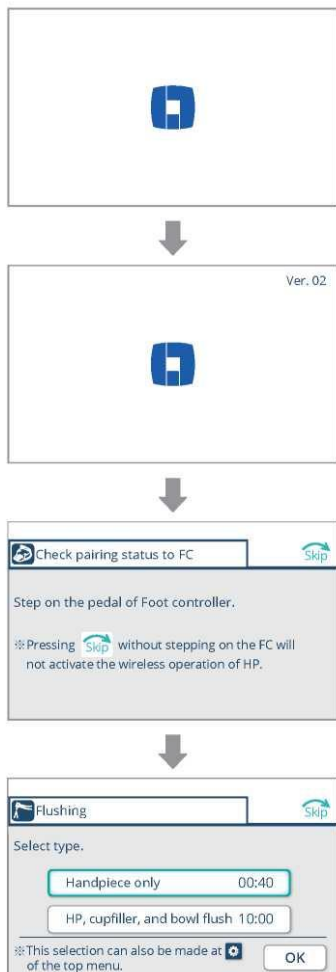 Ver. 02
Check pairing status to FC
Skip
Step on the pedal of Foot controller.
※Pressing Skip without stepping on the FC will
not activate the wireless operation of HP.
Flushing
Skip
Select type.
Handpiece only 00:40
HP, cupfiller, and bowl flush 10:00
※This selection can also be made at
of the top menu.
OK